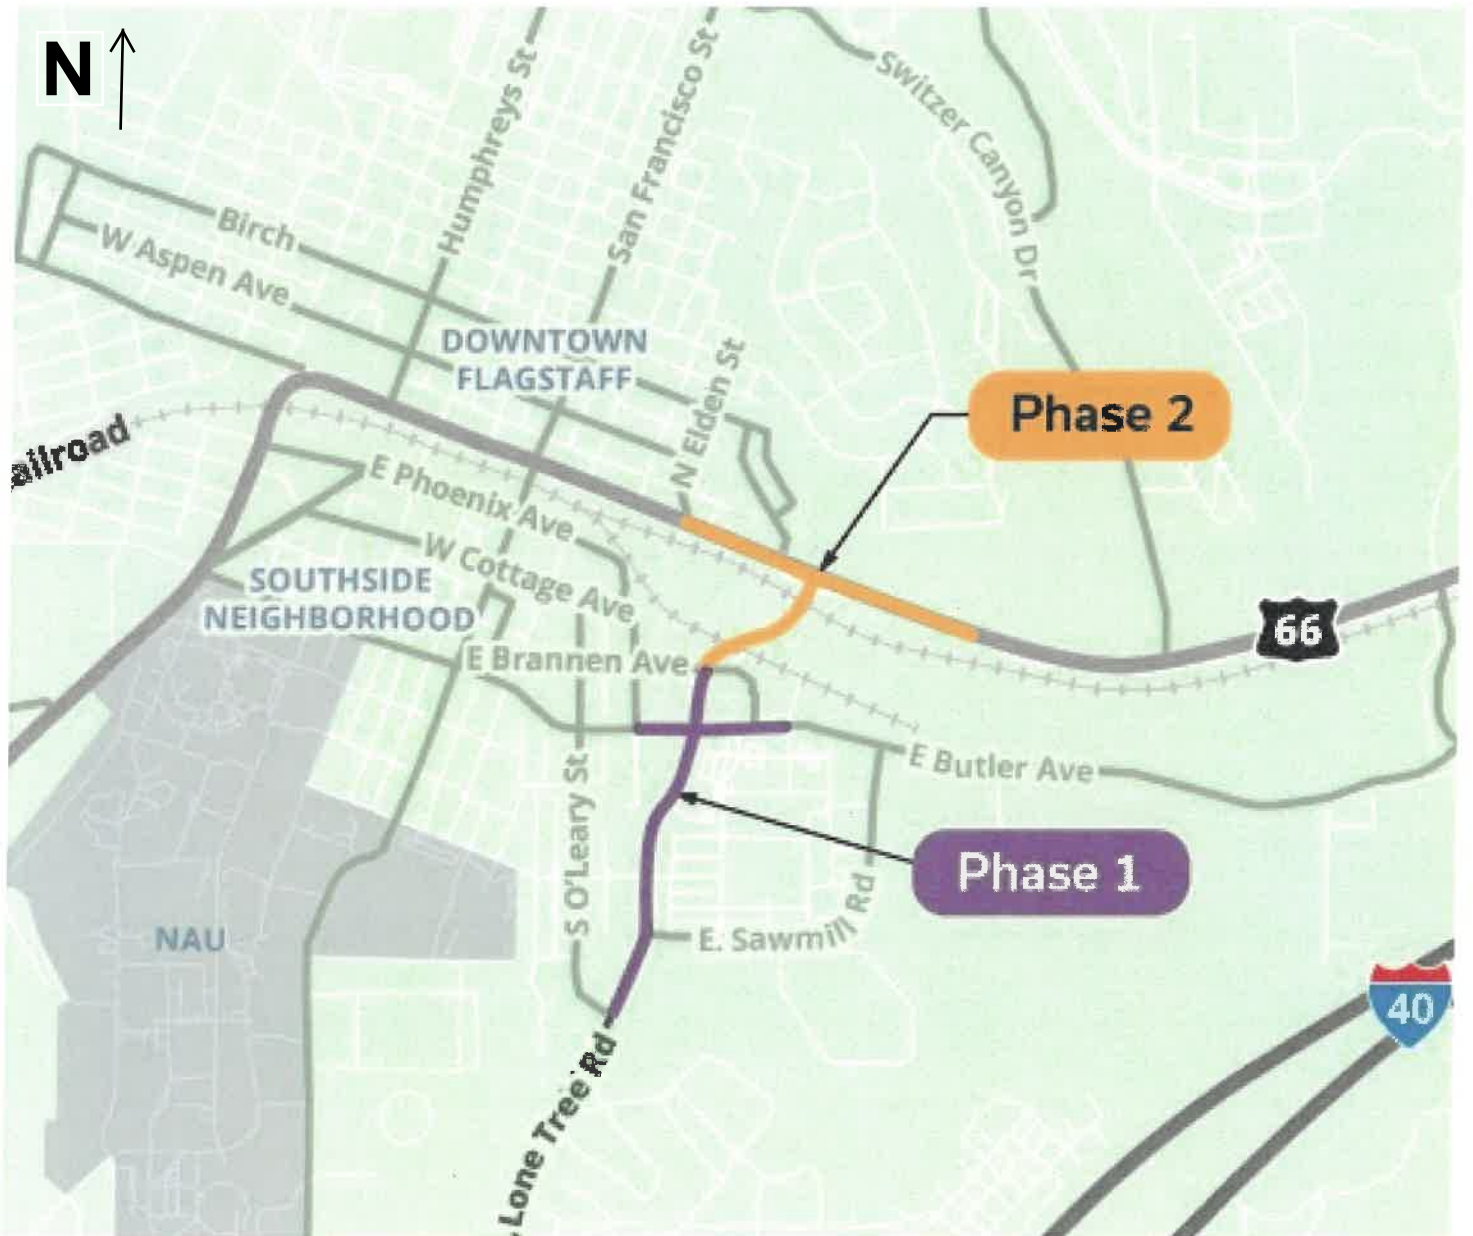 N
Humphreys St
San Francisco St
Switzer Canyon Dr
Birch
W Aspen Ave
DOWNTOWN
FLAGSTAFF
N Elden St
Phase 2
ailroad
E Phoenix Ave
W Cottage Ave
SOUTHSIDE
NEIGHBORHOOD
66
E Brannen Ave
E Butler Ave
S O'Leary St
Phase 1
E. Sawmill Rd
NAU
40
Lone Tree Rd